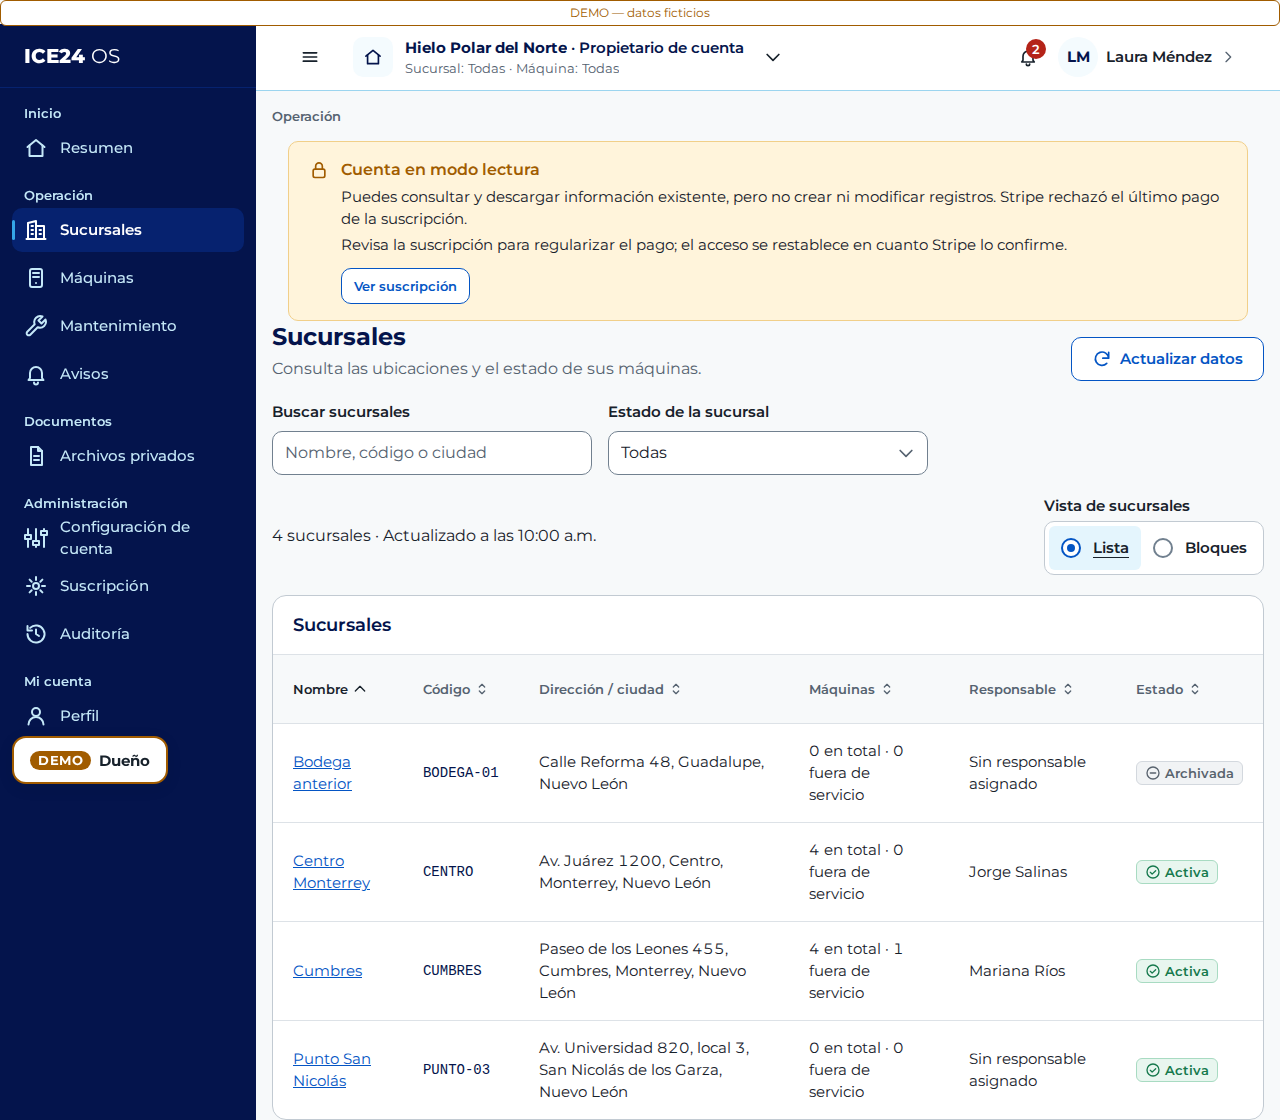 DEMO — datos ficticios
ICE24 OS
Inicio
Resumen
Operación
Sucursales
Máquinas
Mantenimiento
Avisos
Documentos
Archivos privados
Administración
Configuración de
cuenta
Suscripción
Auditoría
Mi cuenta
Perfil
DEMO Dueño
Hielo Polar del Norte · Propietario de cuenta
Sucursal: Todas · Máquina: Todas
2
LM Laura Méndez
Operación
Cuenta en modo lectura
Puedes consultar y descargar información existente, pero no crear ni modificar registros. Stripe rechazó el último pago
de la suscripción.
Revisa la suscripción para regularizar el pago; el acceso se restablece en cuanto Stripe lo confirme.
Ver suscripción
Sucursales
Consulta las ubicaciones y el estado de sus máquinas.
Actualizar datos
Buscar sucursales
Nombre, código o ciudad
Estado de la sucursal
Todas
4 sucursales · Actualizado a las 10:00 a.m.
Vista de sucursales
Lista Bloques
Sucursales
Nombre Código Dirección / ciudad Máquinas Responsable Estado
Bodega
anterior
BODEGA-01
Calle Reforma 48, Guadalupe,
Nuevo León
0 en total · 0
fuera de
servicio
Sin responsable
asignado
Archivada
Centro
Monterrey
CENTRO
Av. Juárez 1200, Centro,
Monterrey, Nuevo León
4 en total · 0
fuera de
servicio
Jorge Salinas
Activa
Cumbres
CUMBRES
Paseo de los Leones 455,
Cumbres, Monterrey, Nuevo
León
4 en total · 1
fuera de
servicio
Mariana Ríos
Activa
Punto San
Nicolás
PUNTO-03
Av. Universidad 820, local 3,
San Nicolás de los Garza,
Nuevo León
0 en total · 0
fuera de
servicio
Sin responsable
asignado
Activa